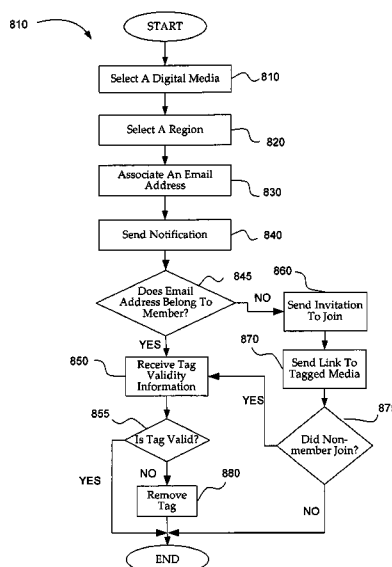 810
START
Select A Digital Media
810
Select A Region
820
Associate An Email
Address
830
Send Notification
840
845
Does Email
Address Belong To
Member?
NO
860
Send Invitation
To Join
YES
850
Receive Tag
Validity
Information
870
Send Link To
Tagged Media
YES
855
Is Tag Valid?
Did Non-
member Join?
YES
NO
880
Remove
Tag
NO
END